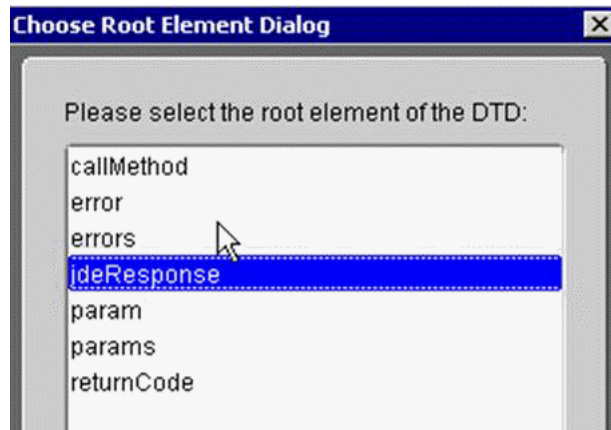 Choose Root Element Dialog
Please select the root element of the DTD:
callMethod
error
errors
jdeResponse
param
params
returnCode